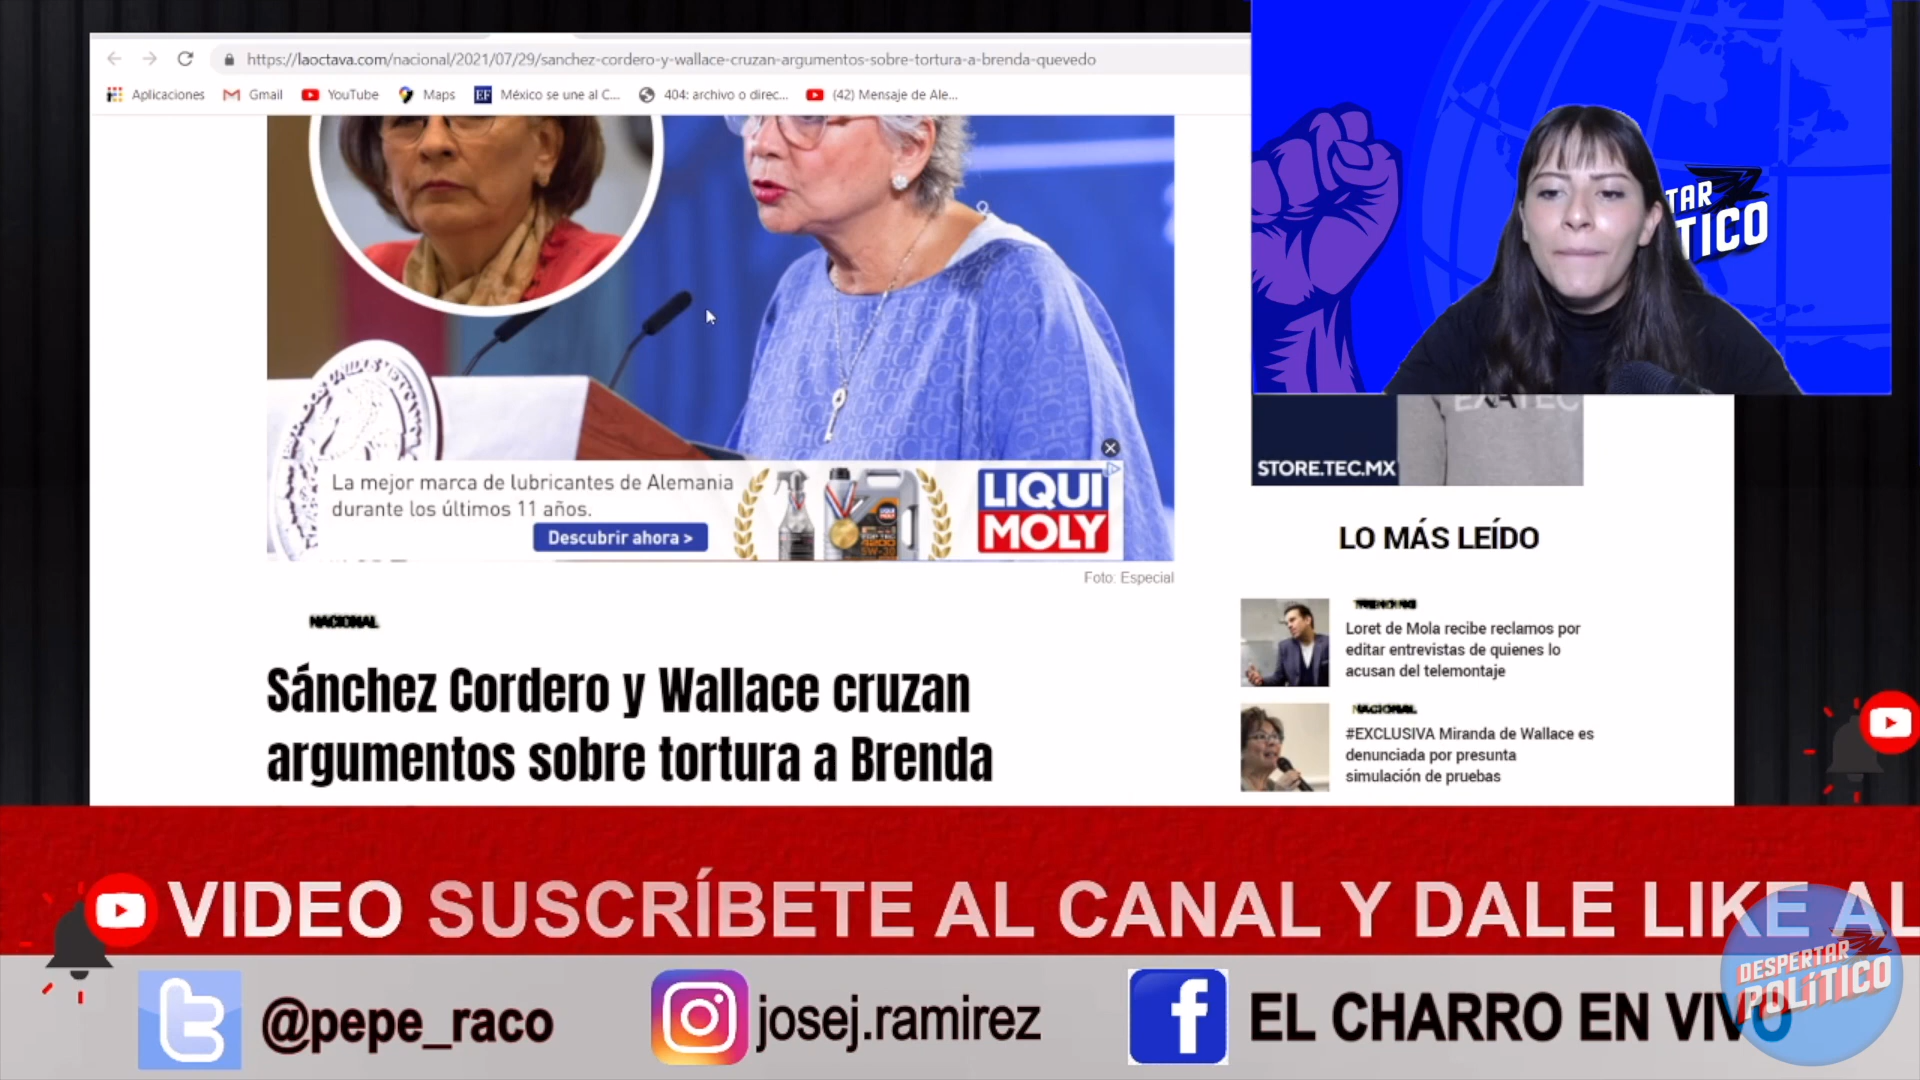 https://laoctava.com/nacional/2021/07/29/sanchez-cordero-y-wallace-cruzan-argumentos-sobre-tortura-a-brenda-quevedo
Aplicaciones
Gmail
YouTube
Maps
EF
México se une al C...
404: archivo o direc...
(42) Mensaje de Ale...
TAR
TICO
STORE.TEC.MX
La mejor marca de lubricantes de Alemania
durante los últimos 11 años.
Descubrir ahora >
LIQUI
MOLY
Foto: Especial
NACIONAL
Sánchez Cordero y Wallace cruzan
argumentos sobre tortura a Brenda
LO MÁS LEÍDO
TRENDING
Loret de Mola recibe reclamos por
editar entrevistas de quienes lo
acusan del telemontaje
NACIONAL
#EXCLUSIVA Miranda de Wallace es
denunciada por presunta
simulación de pruebas
VIDEO SUSCRÍBETE AL CANAL Y DALE LIKE AL
@pepe_raco
josej.ramirez
EL CHARRO EN VIVO
DESPERTAR
POLÍTICO